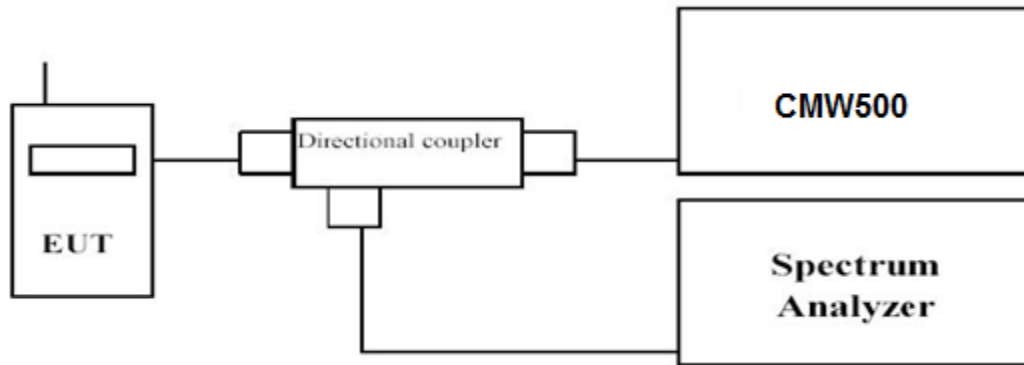 CMW500
Directional coupler
EUT
Spectrum
Analyzer